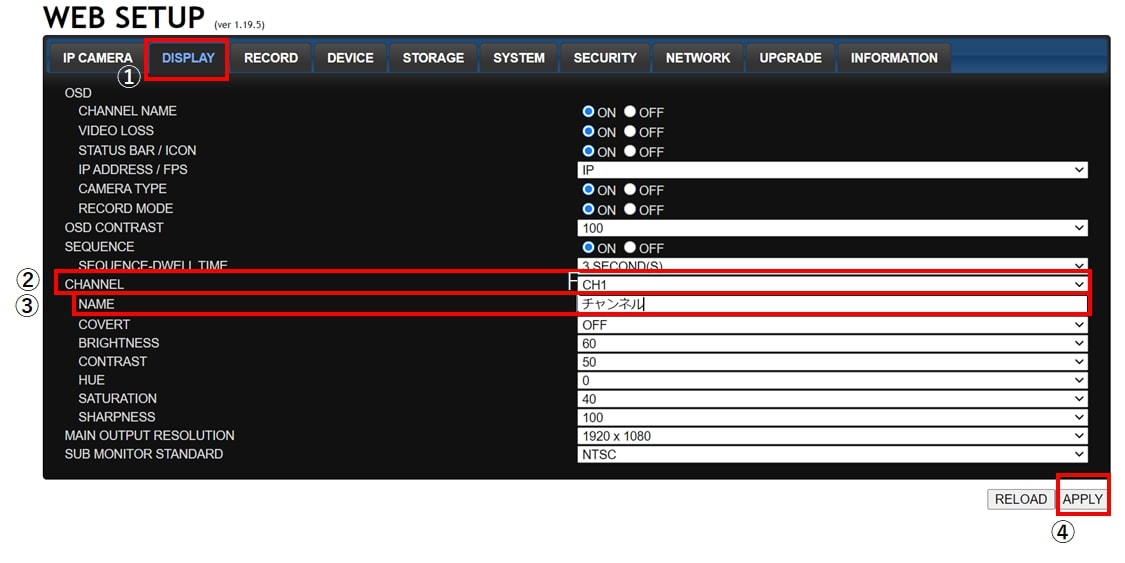 WEB SETUP (ver 1.19.5)
IP CAMERA DISPLAY RECORD DEVICE STORAGE SYSTEM SECURITY NETWORK UPGRADE INFORMATION
①
OSD
CHANNEL NAME ON OFF
VIDEO LOSS ON OFF
STATUS BAR / ICON ON OFF
IP ADDRESS / FPS IP
CAMERA TYPE ON OFF
RECORD MODE ON OFF
OSD CONTRAST 100
SEQUENCE ON OFF
SEQUENCE-DWELL TIME 3 SECOND(S)
② CHANNEL CH1
③ NAME チャンネル
COVERT OFF
BRIGHTNESS 60
CONTRAST 50
HUE 0
SATURATION 40
SHARPNESS 100
MAIN OUTPUT RESOLUTION 1920 x 1080
SUB MONITOR STANDARD NTSC
RELOAD APPLY
④